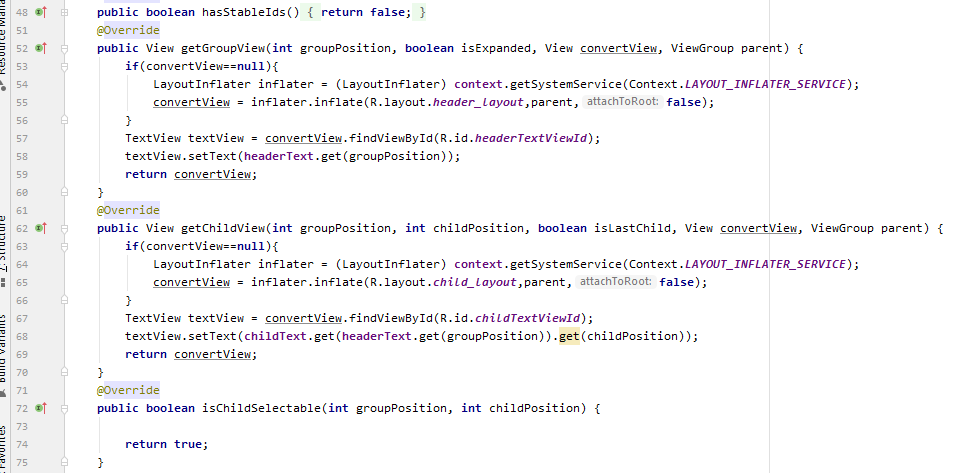 48 public boolean hasStableIds() { return false; }
51 @Override
52 public View getGroupView(int groupPosition, boolean isExpanded, View convertView, ViewGroup parent) {
53 if(convertView==null){
54 LayoutInflater inflater = (LayoutInflater) context.getSystemService(Context.LAYOUT_INFLATER_SERVICE);
55 convertView = inflater.inflate(R.layout.header_layout,parent, attachToRoot: false);
56 }
57 TextView textView = convertView.findViewById(R.id.headerTextViewId);
58 textView.setText(headerText.get(groupPosition));
59 return convertView;
60 }
61 @Override
62 public View getChildView(int groupPosition, int childPosition, boolean isLastChild, View convertView, ViewGroup parent) {
63 if(convertView==null){
64 LayoutInflater inflater = (LayoutInflater) context.getSystemService(Context.LAYOUT_INFLATER_SERVICE);
65 convertView = inflater.inflate(R.layout.child_layout,parent, attachToRoot: false);
66 }
67 TextView textView = convertView.findViewById(R.id.childTextViewId);
68 textView.setText(childText.get(headerText.get(groupPosition)).get(childPosition));
69 return convertView;
70 }
71 @Override
72 public boolean isChildSelectable(int groupPosition, int childPosition) {
73
74 return true;
75 }
Resource Mana
7: Structure
Build Variants